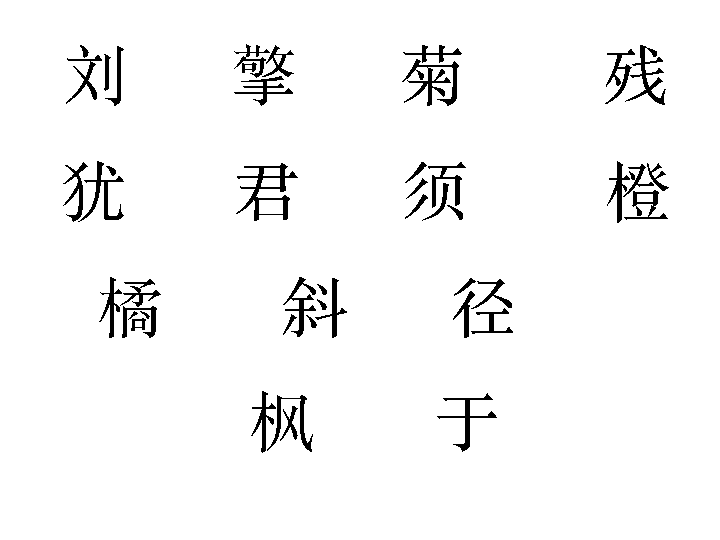 刘 擎 菊 残
犹 君 须 橙
橘 斜 径
枫 于